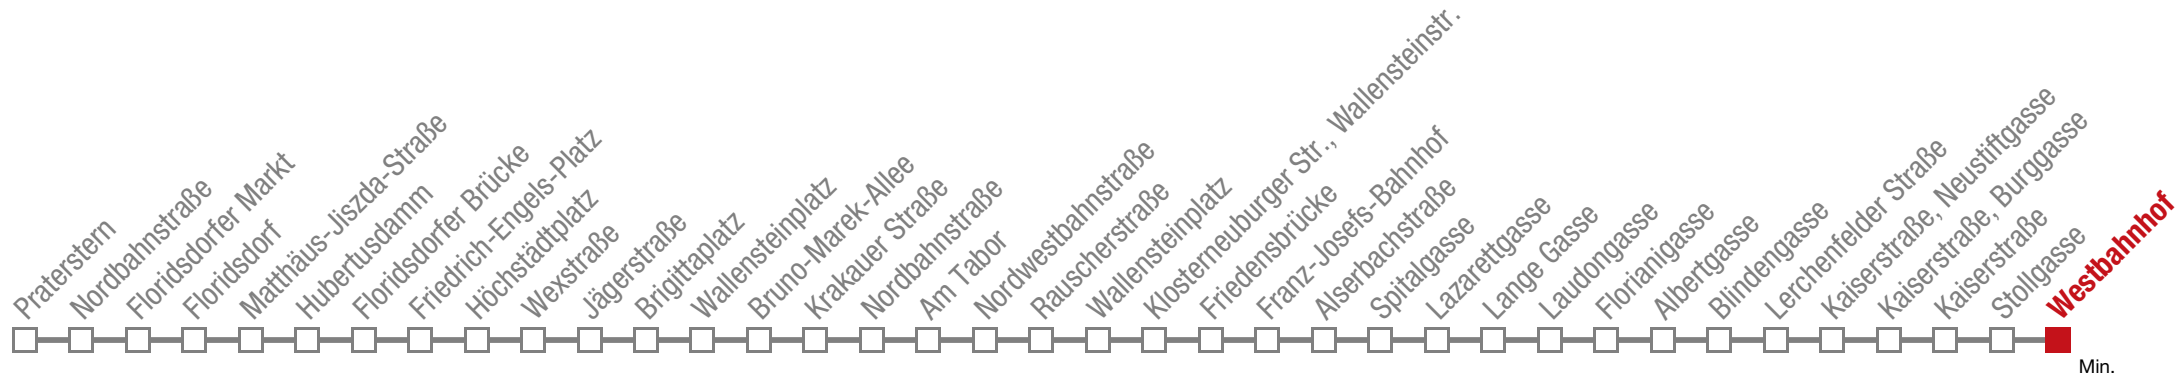 Praterstern
Nordbahnstraße
Floridsdorfer Markt
Floridsdorf
Matthäus-Jiszda-Straße
Hubertusdamm
Floridsdorfer Brücke
Friedrich-Engels-Platz
Höchstädtplatz
Wexstraße
Jägerstraße
Brigittaplatz
Wallensteinplatz
Bruno-Marek-Allee
Krakauer Straße
Nordbahnstraße
Am Tabor
Nordwestbahnstraße
Rauscherstraße
Wallensteinplatz
Klosterneuburger Str., Wallensteinstr.
Friedensbrücke
Franz-Josefs-Bahnhof
Alserbachstraße
Spitalgasse
Lazarettgasse
Lange Gasse
Laudongasse
Florianigasse
Albertgasse
Blindengasse
Lerchenfelder Straße
Kaiserstraße, Neustiftgasse
Kaiserstraße, Burggasse
Kaiserstraße
Stollgasse
Westbahnhof
Min.